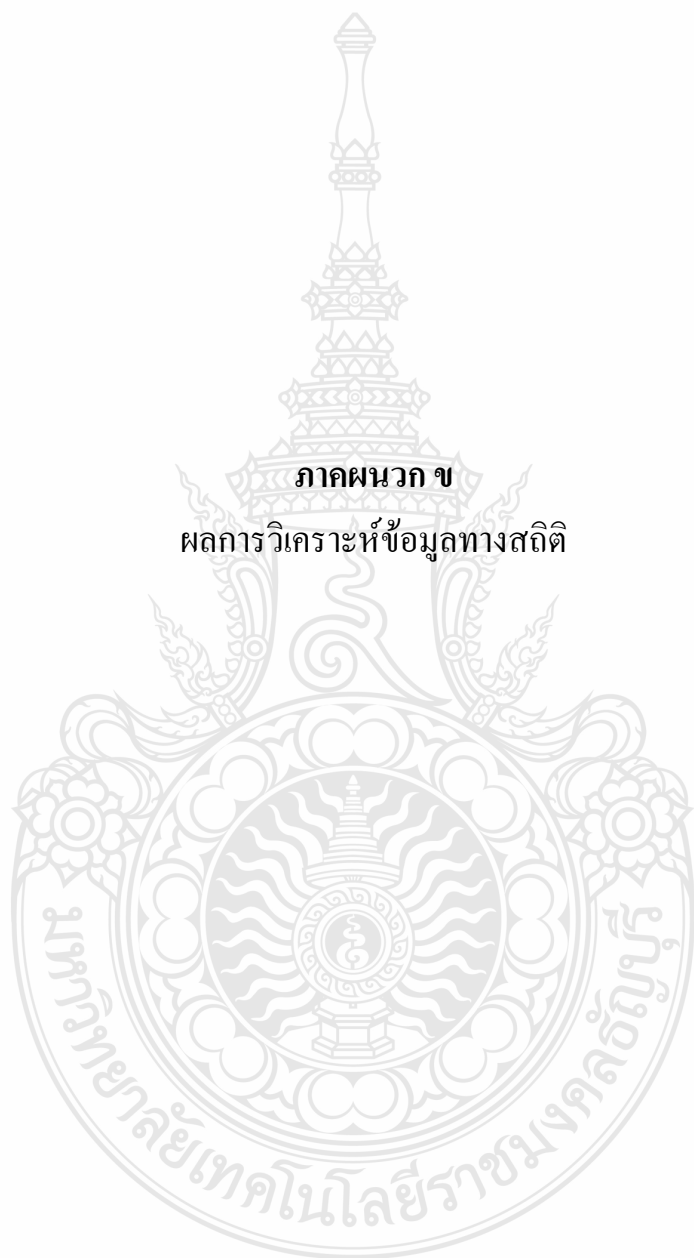 ภาคผนวก ข
ผลการวิเคราะห์ข้อมูลทางสถิติ
มหาวิทยาลัยเทคโนโลยีราชมงคลธัญบุรี